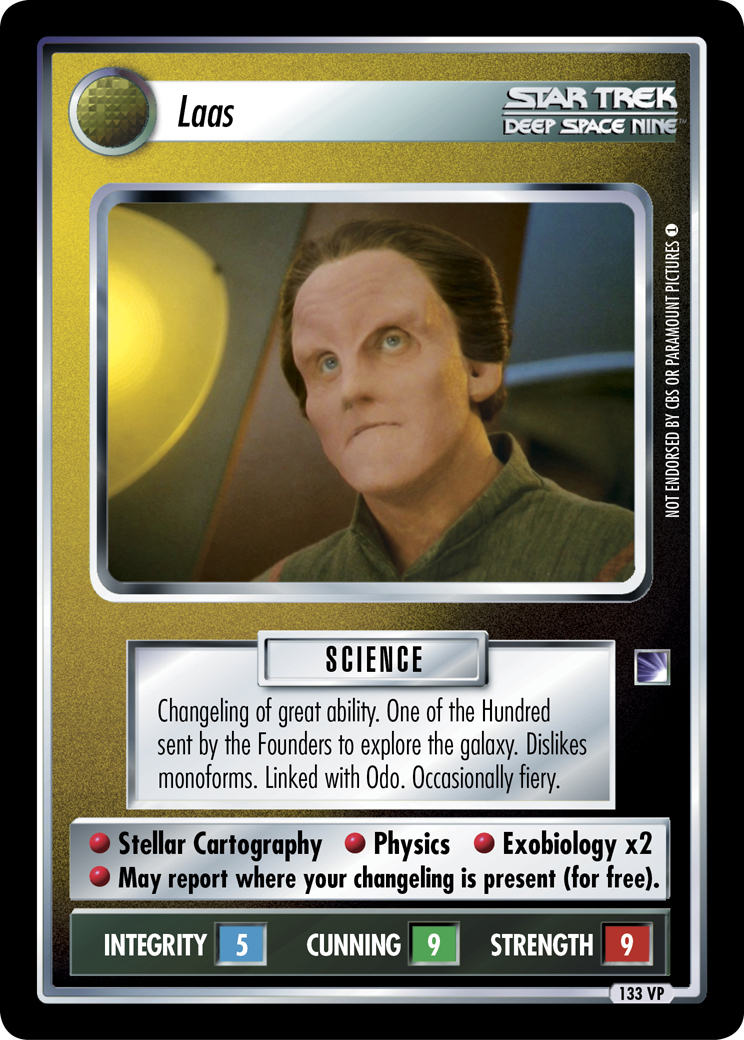 Laas
STAR TREK
DEEP SPACE NINE™
NOT ENDORSED BY CBS OR PARAMOUNT PICTURES 1
SCIENCE
Changeling of great ability. One of the Hundred
sent by the Founders to explore the galaxy. Dislikes
monoforms. Linked with Odo. Occasionally fiery.
• Stellar Cartography • Physics • Exobiology x2
• May report where your changeling is present (for free).
INTEGRITY 5 CUNNING 9 STRENGTH 9
133 VP